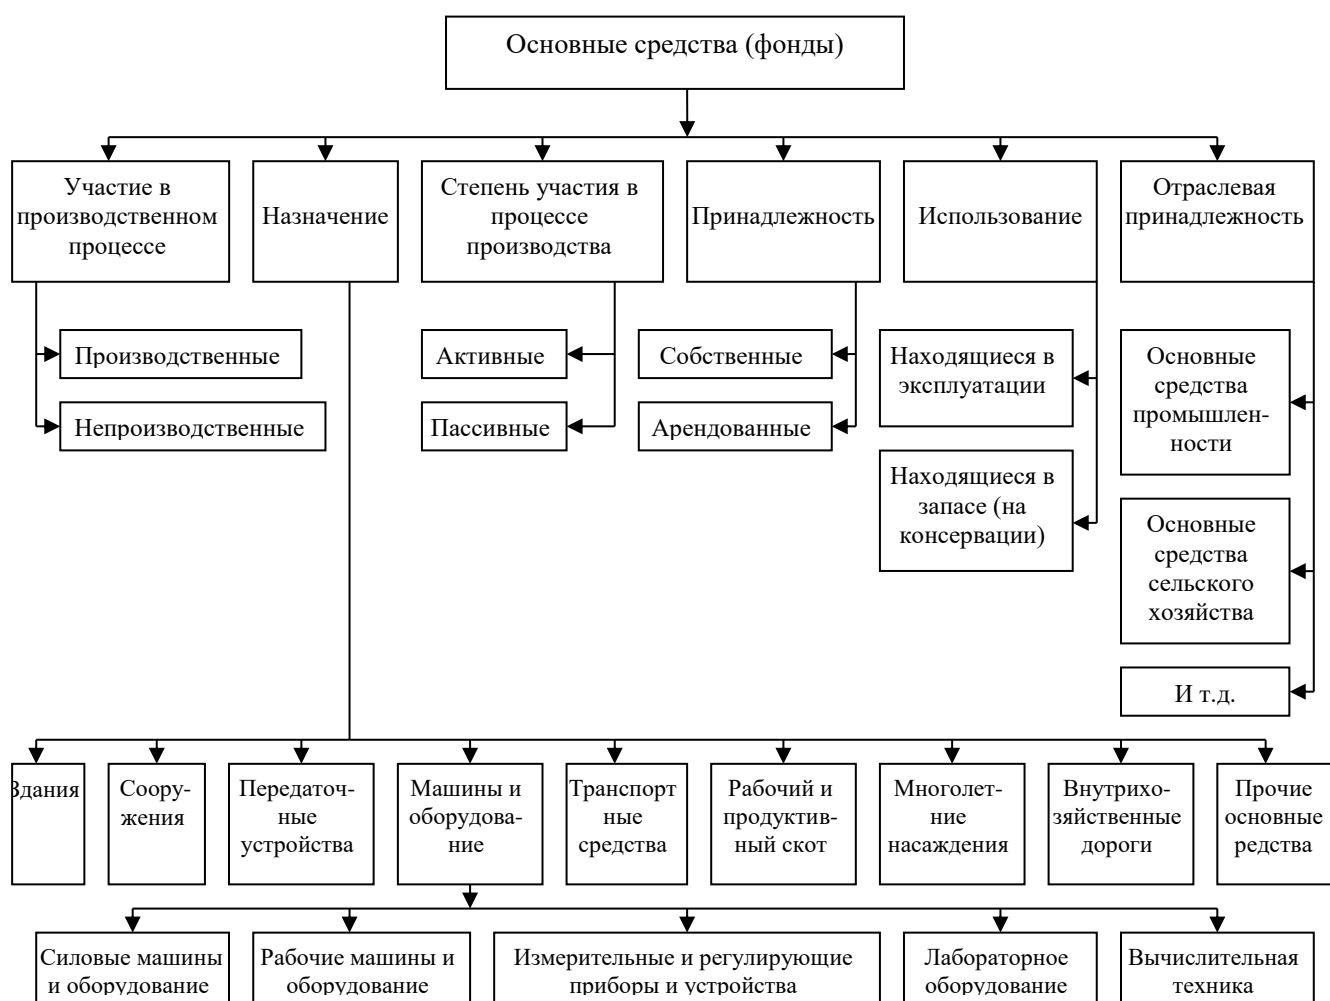 Основные средства (фонды)
Участие в
производственном
процессе
Назначение
Степень участия в
процессе
производства
Принадлежность
Использование
Отраслевая
принадлежность
Производственные
Непроизводственные
Активные
Пассивные
Собственные
Арендованные
Находящиеся в
эксплуатации
Находящиеся в
запасе (на
консервации)
Основные
средства
промышлен-
ности
Основные
средства
сельского
хозяйства
И т.д.
Здания
Соору-
жения
Передаточ-
ные
устройства
Машины и
оборудова-
ние
Транспорт
ные
средства
Рабочий и
продуктив-
ный скот
Многолет-
ние
насаждения
Внутрихо-
зяйственные
дороги
Прочие
основные
редства
Силовые машины
и оборудование
Рабочие машины и
оборудование
Измерительные и регулирующие
приборы и устройства
Лабораторное
оборудование
Вычислительная
техника